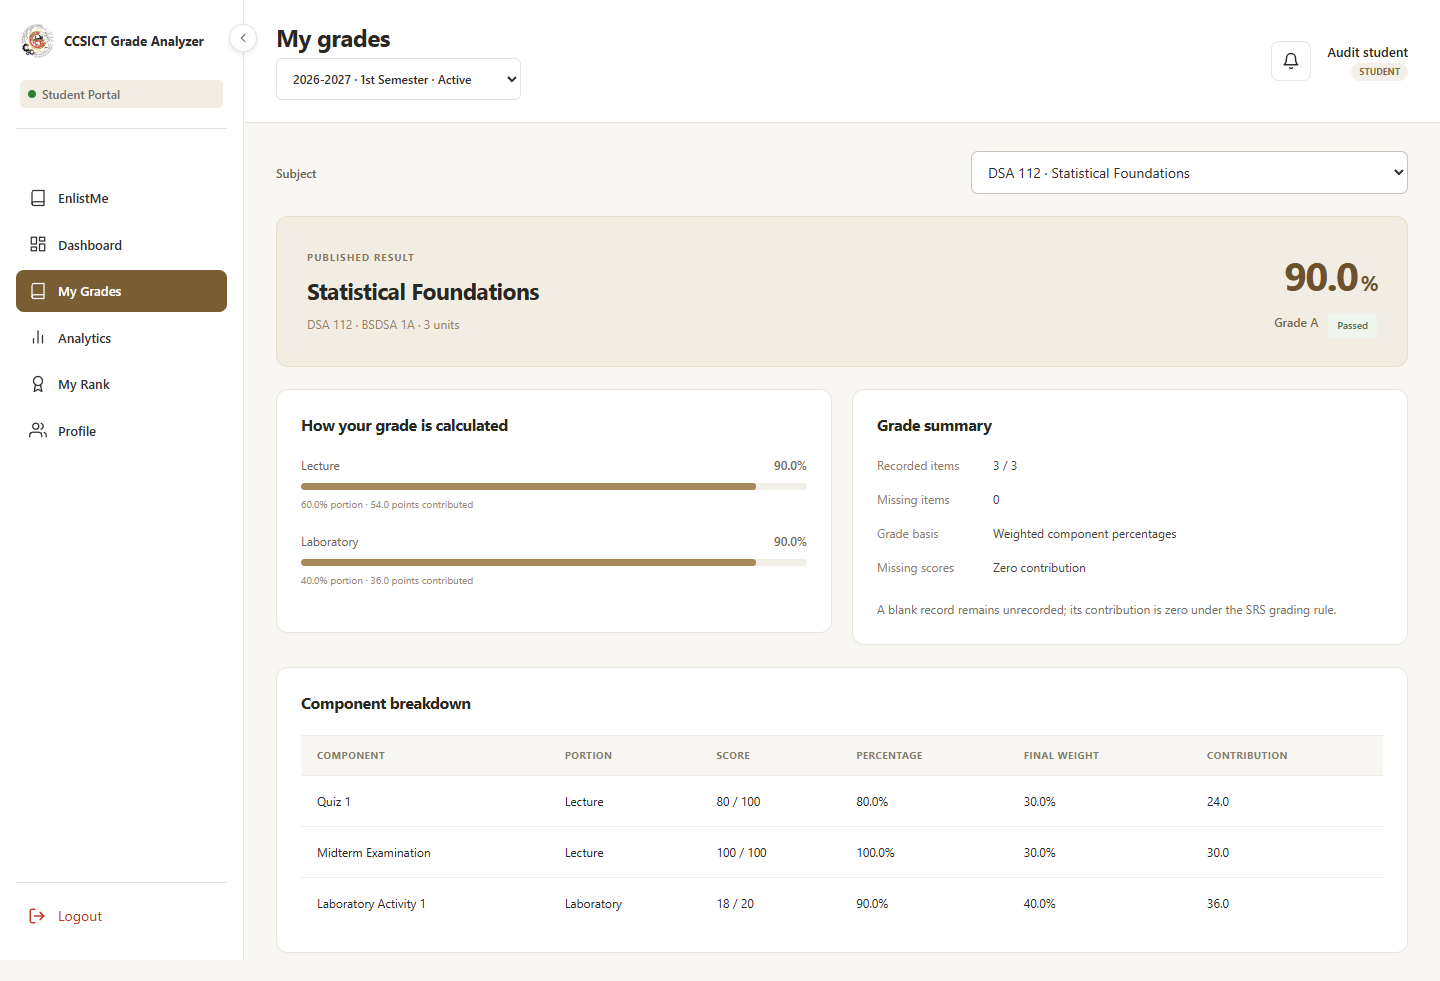 CCSICT Grade Analyzer
Student Portal
EnlistMe
Dashboard
My Grades
Analytics
My Rank
Profile
Logout
My grades
2026-2027 · 1st Semester · Active
Audit student
STUDENT
Subject
DSA 112 · Statistical Foundations
PUBLISHED RESULT
Statistical Foundations
DSA 112 · BSDSA 1A · 3 units
90.0%
Grade A Passed
How your grade is calculated
Lecture 90.0%
60.0% portion · 54.0 points contributed
Laboratory 90.0%
40.0% portion · 36.0 points contributed
Grade summary
Recorded items 3 / 3
Missing items 0
Grade basis Weighted component percentages
Missing scores Zero contribution
A blank record remains unrecorded; its contribution is zero under the SRS grading rule.
Component breakdown
COMPONENT PORTION SCORE PERCENTAGE FINAL WEIGHT CONTRIBUTION
Quiz 1 Lecture 80 / 100 80.0% 30.0% 24.0
Midterm Examination Lecture 100 / 100 100.0% 30.0% 30.0
Laboratory Activity 1 Laboratory 18 / 20 90.0% 40.0% 36.0